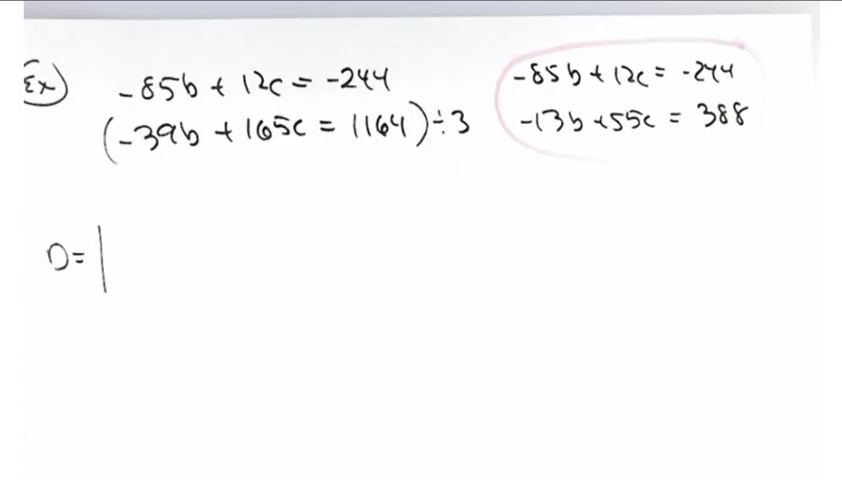 Ex) -85b + 12c = -244
(-39b + 165c = 1164) ÷ 3
-85b + 12c = -244
-13b + 55c = 388
D = |